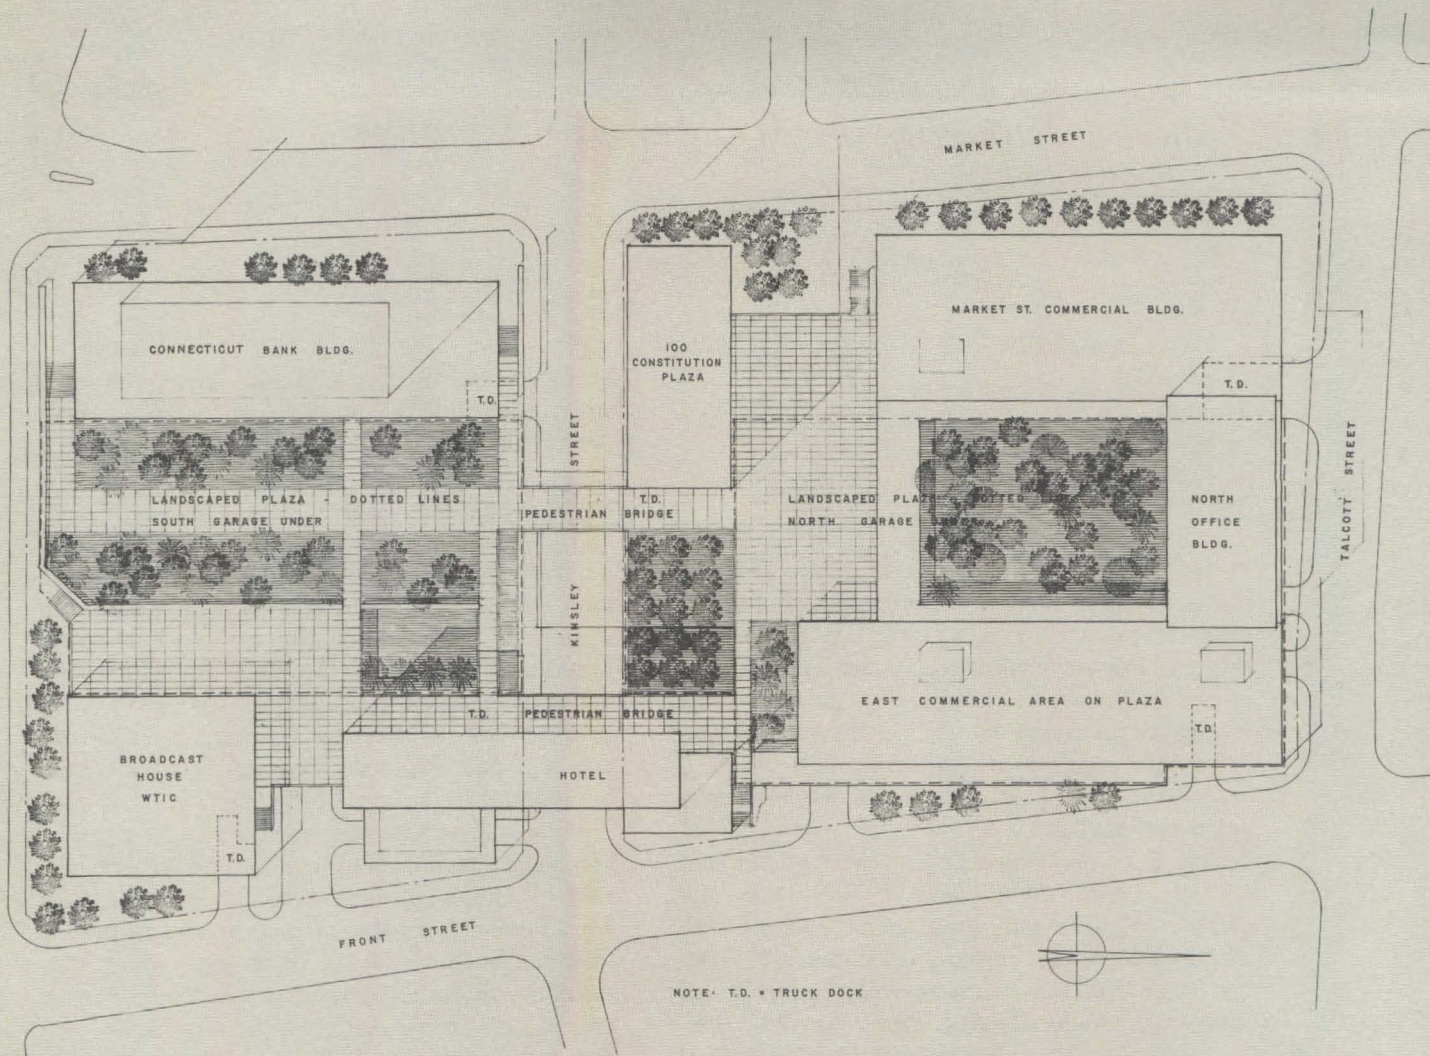 MARKET STREET
MARKET ST. COMMERCIAL BLDG.
CONNECTICUT BANK BLDG.
100
CONSTITUTION
PLAZA
T.D.
T.D.
STREET
TALCOTT STREET
LANDSCAPED PLAZA - DOTTED LINES
SOUTH GARAGE UNDER
T.D.
PEDESTRIAN BRIDGE
LANDSCAPED PLAZA DOTTED
NORTH GARAGE
NORTH
OFFICE
BLDG.
KINSLEY
EAST COMMERCIAL AREA ON PLAZA
T.D. PEDESTRIAN BRIDGE
T.D.
BROADCAST
HOUSE
WTIC
HOTEL
T.D.
FRONT STREET
NOTE: T.D. = TRUCK DOCK